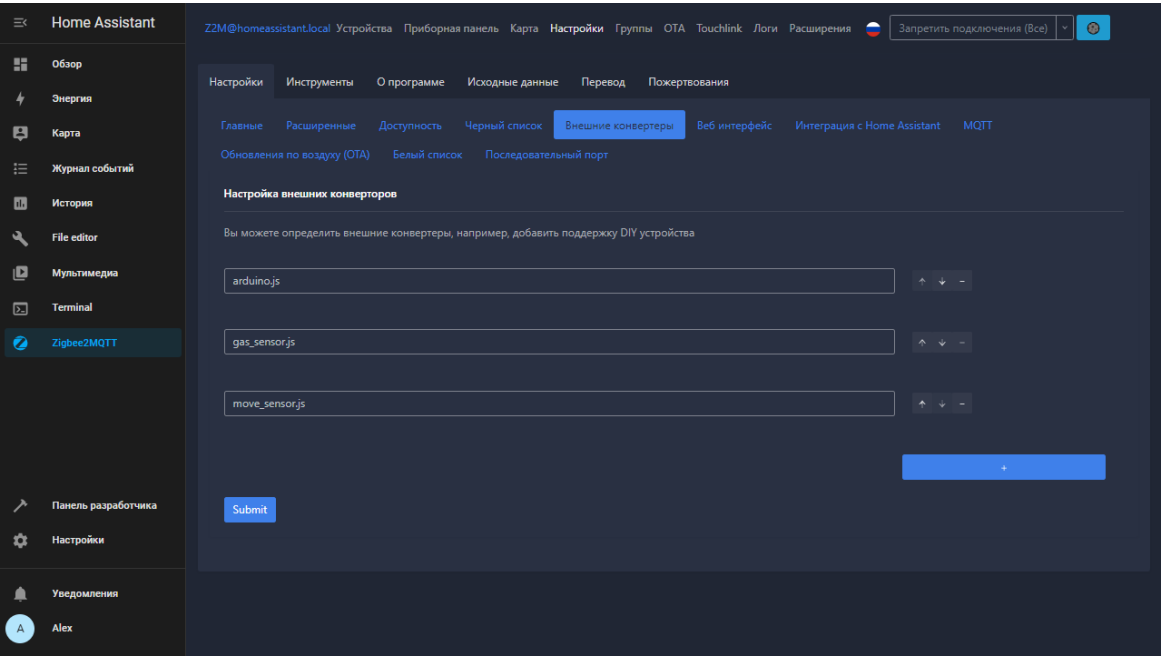 Home Assistant
Обзор
Энергия
Карта
Журнал событий
История
File editor
Мультимедиа
Terminal
Zigbee2MQTT
Панель разработчика
Настройки
Уведомления
A Alex
Z2M@homeassistant.local Устройства Приборная панель Карта Настройки Группы OTA Touchlink Логи Расширения Запретить подключения (Все)
Настройки Инструменты О программе Исходные данные Перевод Пожертвования
Главные Расширенные Доступность Черный список Внешние конвертеры Веб интерфейс Интеграция с Home Assistant MQTT
Обновления по воздуху (OTA) Белый список Последовательный порт
Настройка внешних конверторов
Вы можете определить внешние конвертеры, например, добавить поддержку DIY устройства
arduino.js
gas_sensor.js
move_sensor.js
+
Submit